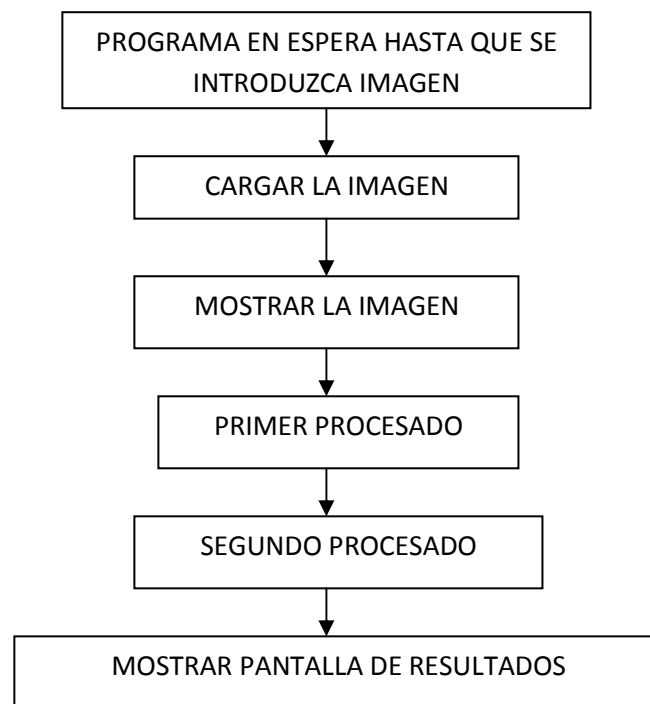 PROGRAMA EN ESPERA HASTA QUE SE
INTRODUZCA IMAGEN
CARGAR LA IMAGEN
MOSTRAR LA IMAGEN
PRIMER PROCESADO
SEGUNDO PROCESADO
MOSTRAR PANTALLA DE RESULTADOS